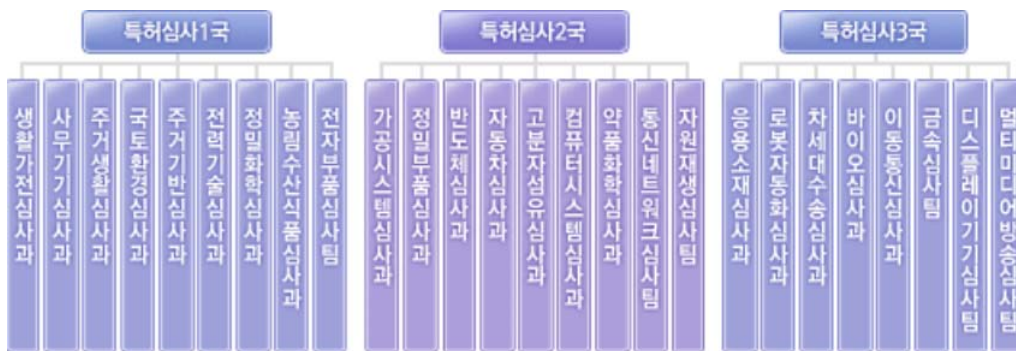 특허심사1국
생활가전심사과
사무기기심사과
주거생활심사과
국토환경심사과
주거기반심사과
전력기술심사과
정밀화학심사과
농림수산식품심사과
전자부품심사팀
특허심사2국
가공시스템심사과
정밀부품심사과
반도체심사과
자동차심사과
고분자섬유심사과
컴퓨터시스템심사과
약품화학심사과
통신네트워크심사팀
자원재생심사팀
특허심사3국
응용소재심사과
로봇자동화심사과
차세대수송심사과
바이오심사과
이동통신심사과
금속심사팀
디스플레이기기심사팀
멀티미디어방송심사팀